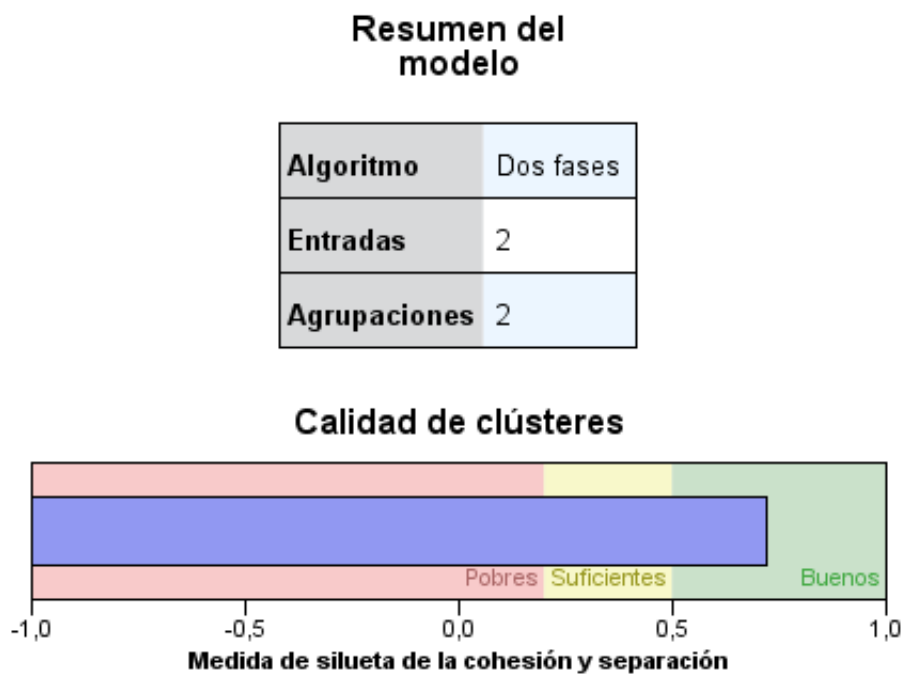 Resumen del
modelo
Algoritmo Dos fases
Entradas 2
Agrupaciones 2
Calidad de clústeres
Pobres Suficientes Buenos
-1,0 -0,5 0,0 0,5 1,0
Medida de silueta de la cohesión y separación